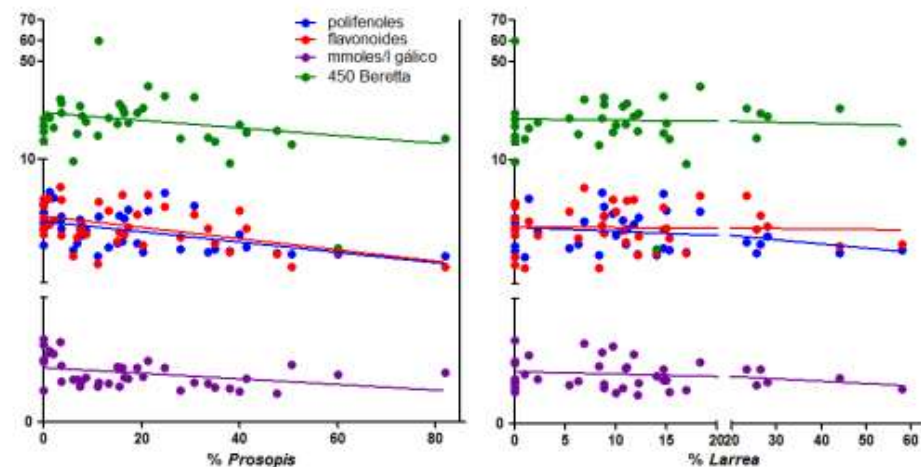 polifenoles
flavonoides
mmoles/l gálico
450 Beretta
70
60
50
10
0
0 20 40 60 80
% Prosopis
70
60
50
10
0
0 5 10 15 20 20 30 40 50 60
% Larrea